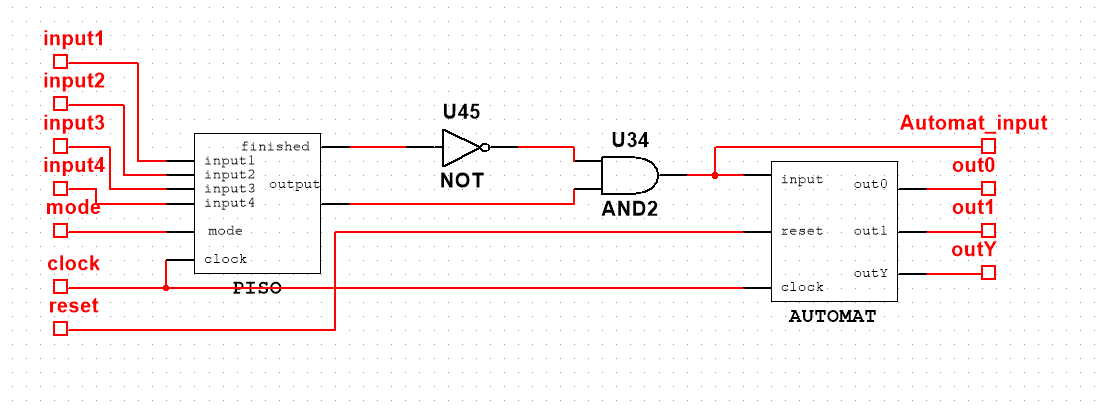 input1
input2
input3
input4
mode
clock
reset
finished
input1
input2
input3
input4
output
mode
clock
PISO
U45
NOT
U34
AND2
input
reset
clock
out0
out1
outY
AUTOMAT
Automat_input
out0
out1
outY